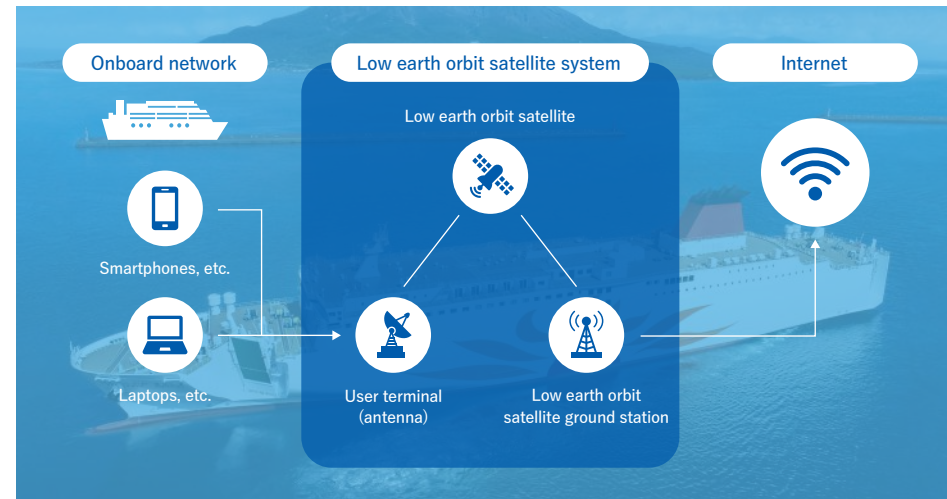 Onboard network
Low earth orbit satellite system
Internet
Low earth orbit satellite
Smartphones, etc.
Laptops, etc.
User terminal
(antenna)
Low earth orbit
satellite ground station